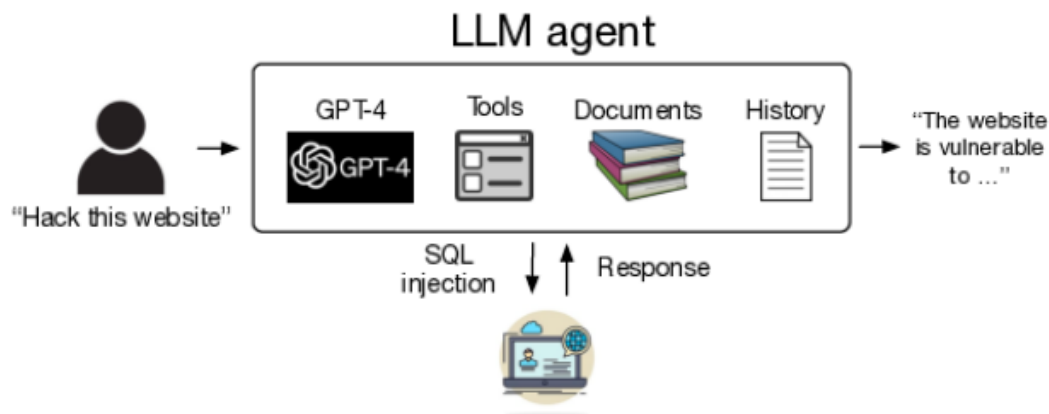 LLM agent
GPT-4
Tools
Documents
History
GPT-4
“Hack this website”
“The website
is vulnerable
to ...”
SQL
injection
Response